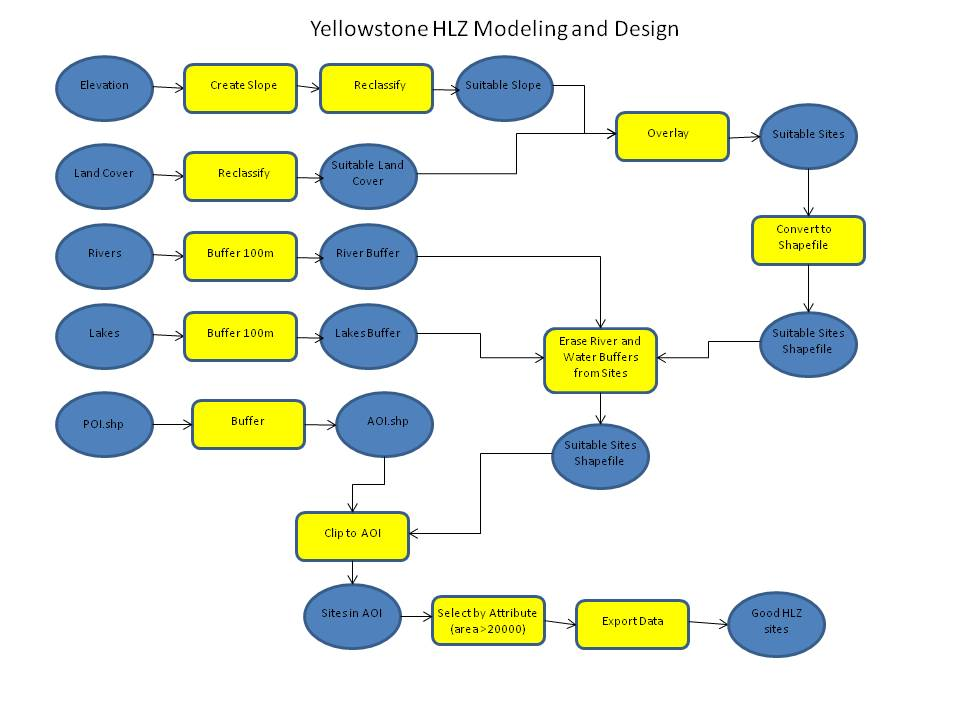 Yellowstone HLZ Modeling and Design
Elevation
Create Slope
Reclassify
Suitable Slope
Overlay
Suitable Sites
Land Cover
Reclassify
Suitable Land
Cover
Convert to
Shapefile
Rivers
Buffer 100m
River Buffer
Lakes
Buffer 100m
Lakes Buffer
Erase River and
Water Buffers
from Sites
Suitable Sites
Shapefile
POI.shp
Buffer
AOI.shp
Suitable Sites
Shapefile
Clip to AOI
Sites in AOI
Select by Attribute
(area>20000)
Export Data
Good HLZ
sites